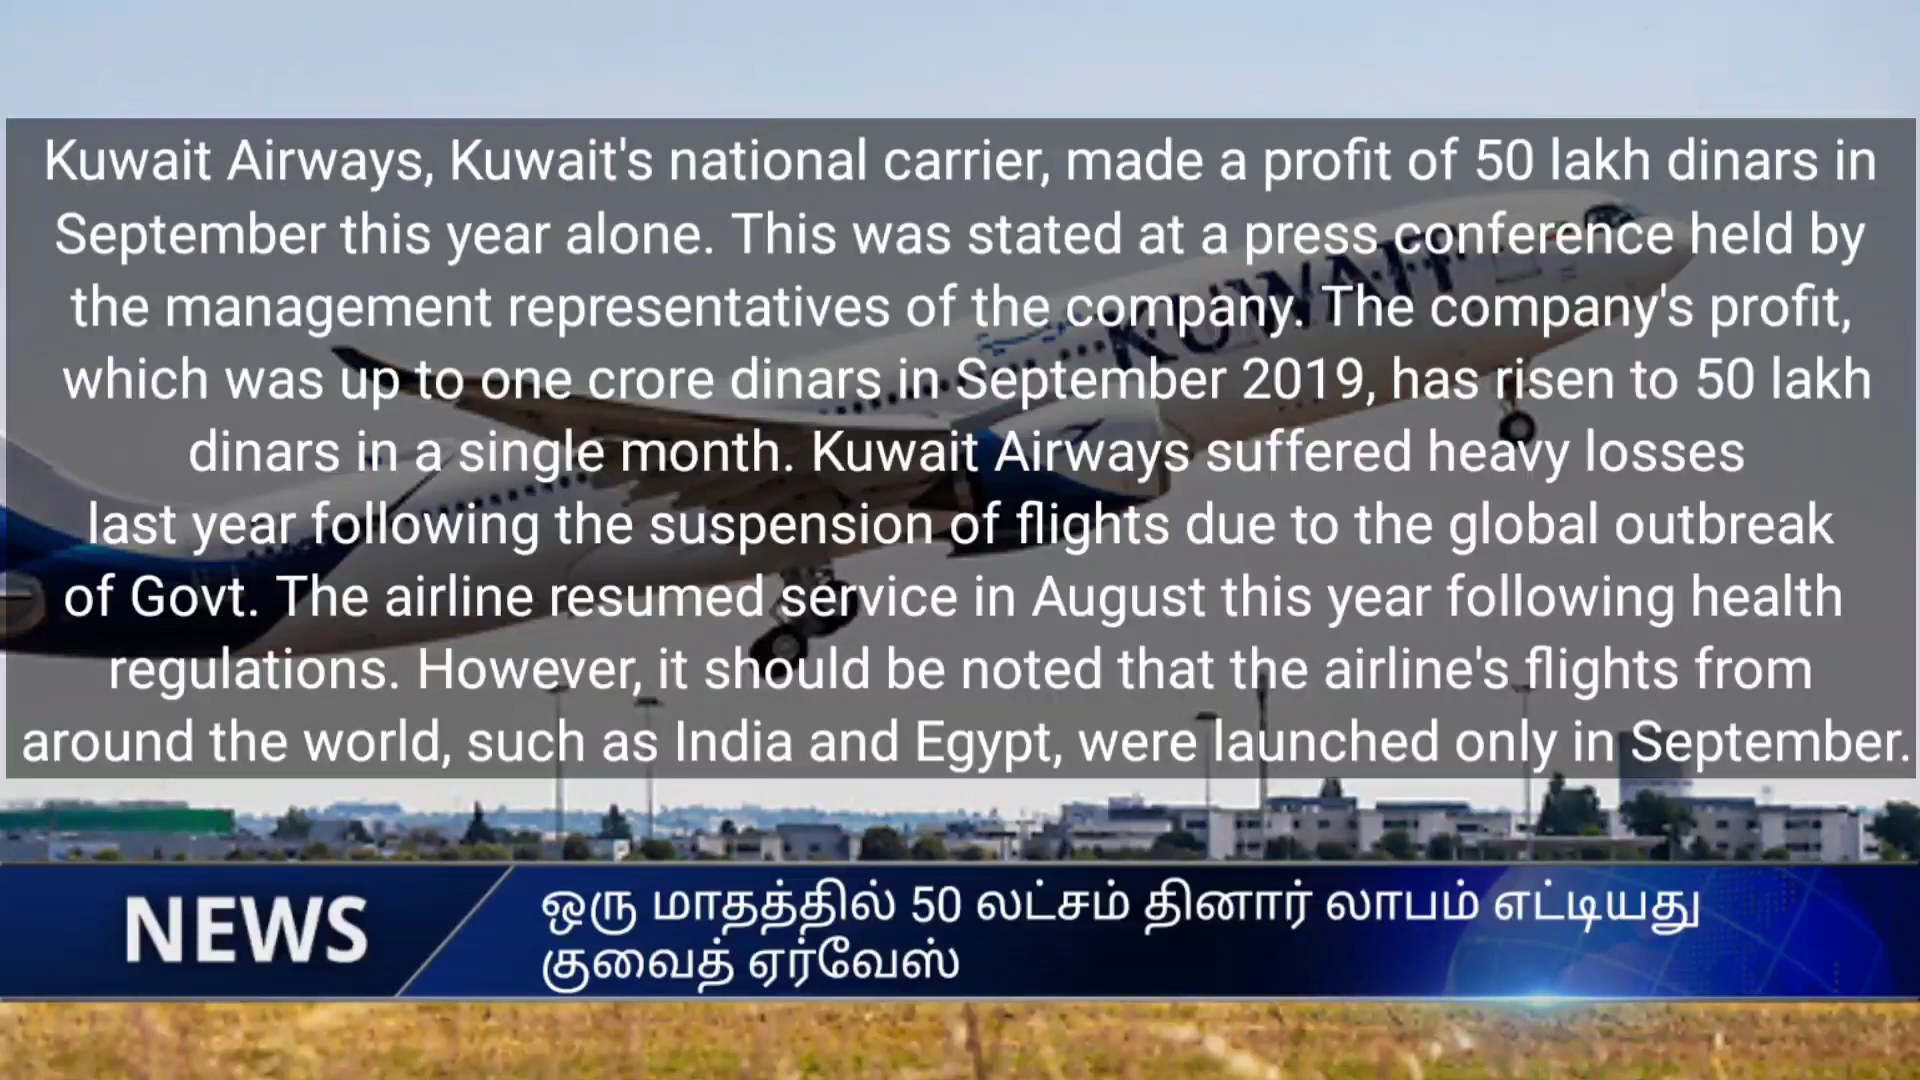 Kuwait Airways, Kuwait's national carrier, made a profit of 50 lakh dinars in
September this year alone. This was stated at a press conference held by
the management representatives of the company. The company's profit,
which was up to one crore dinars in September 2019, has risen to 50 lakh
dinars in a single month. Kuwait Airways suffered heavy losses
last year following the suspension of flights due to the global outbreak
of Govt. The airline resumed service in August this year following health
regulations. However, it should be noted that the airline's flights from
around the world, such as India and Egypt, were launched only in September.
KUWAIT
NEWS
ஒரு மாதத்தில் 50 லட்சம் தினார் லாபம் எட்டியது
குவைத் ஏர்வேஸ்